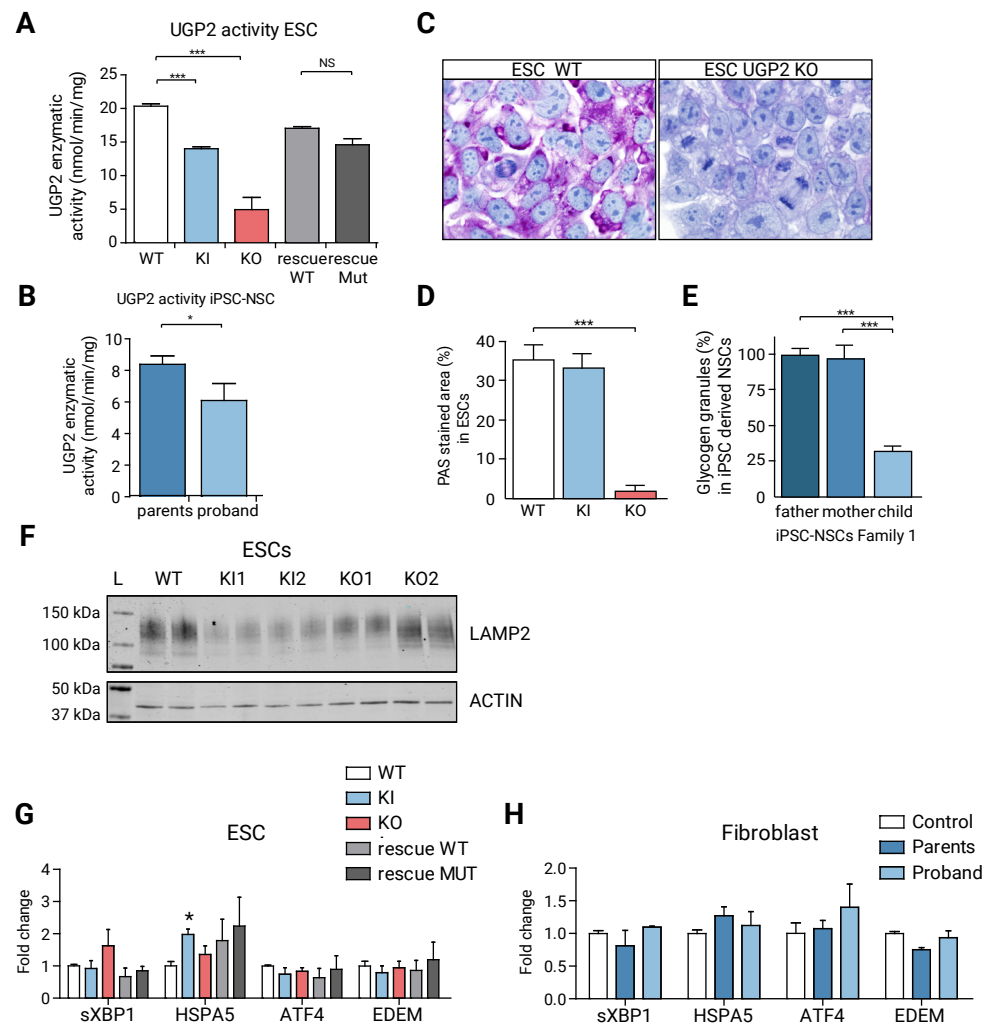 A
UGP2 activity ESC
***
***
NS
UGP2 enzymatic
activity (nmol/min/mg)
25
20
15
10
5
0
WT KI KO rescue rescue
WT Mut
B
UGP2 activity iPSC-NSC
*
UGP2 enzymatic
activity (nmol/min/mg)
10
8
6
4
2
0
parents proband
C
ESC WT
ESC UGP2 KO
D
***
PAS stained area (%)
in ESCs
40
30
20
10
0
WT KI KO
E
***
***
Glycogen granules (%)
in iPSC derived NSCs
100
75
50
25
0
father mother child
iPSC-NSCs Family 1
F
ESCs
L WT KI1 KI2 KO1 KO2
150 kDa
100 kDa
LAMP2
50 kDa
37 kDa
ACTIN
WT
KI
KO
rescue WT
rescue MUT
G
ESC
*
Fold change
4
3
2
1
0
sXBP1 HSPA5 ATF4 EDEM
H
Fibroblast
Control
Parents
Proband
Fold change
2.0
1.5
1.0
0.5
0.0
sXBP1 HSPA5 ATF4 EDEM